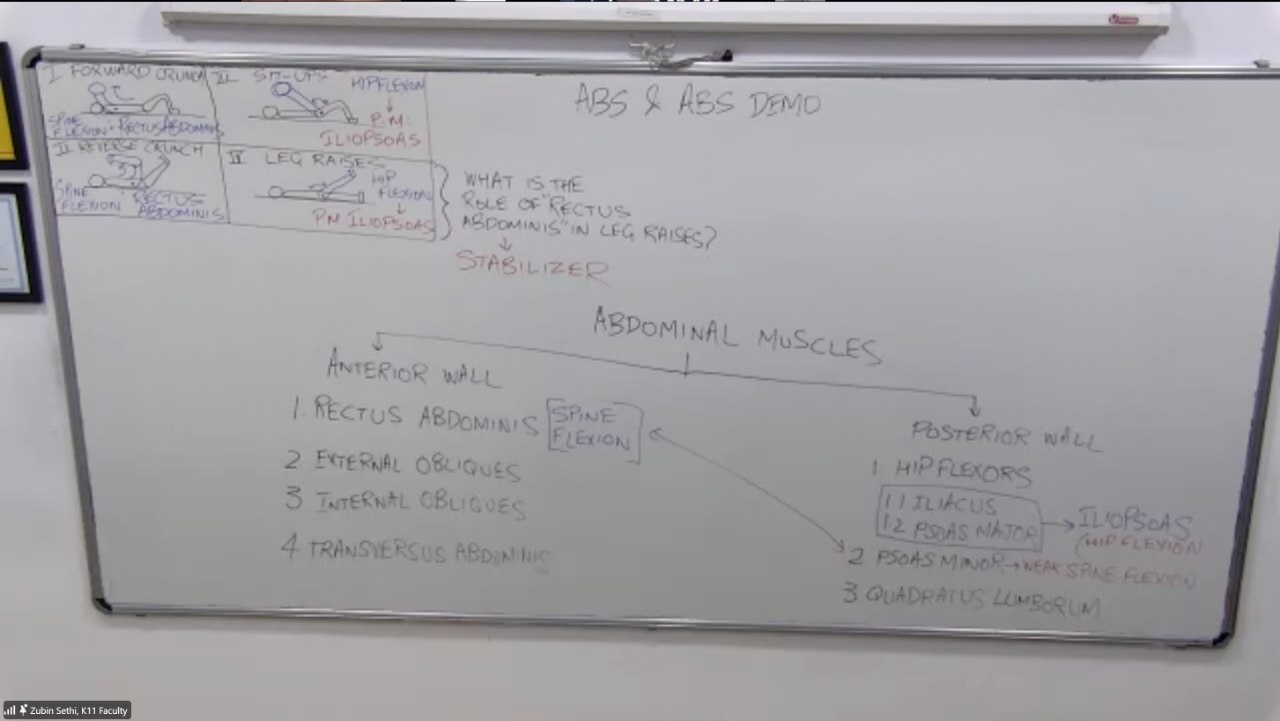 ABS & ABS DEMO
I FORWARD CRUNCH
SPINE
FLEXION - RECTUS ABDOMINIS
II SIT-UPS
HIP FLEXION
P.M
ILIOPSOAS
II REVERSE CRUNCH
SPINE
FLEXION
RECTUS
ABDOMINIS
IV LEG RAISES
HIP
FLEXION
PM ILIOPSOAS
WHAT IS THE
ROLE OF "RECTUS
ABDOMINIS" IN LEG RAISES?
STABILIZER
ABDOMINAL MUSCLES
ANTERIOR WALL
1. RECTUS ABDOMINIS
SPINE
FLEXION
2 EXTERNAL OBLIQUES
3 INTERNAL OBLIQUES
4 TRANSVERSUS ABDOMINIS
POSTERIOR WALL
1. HIP FLEXORS
1.1 ILIACUS
1.2 PSOAS MAJOR
ILIOPSOAS
(HIP FLEXION
2 PSOAS MINOR → WEAK SPINE FLEXION
3 QUADRATUS LUMBORUM
Zubin Sethi, K11 Faculty